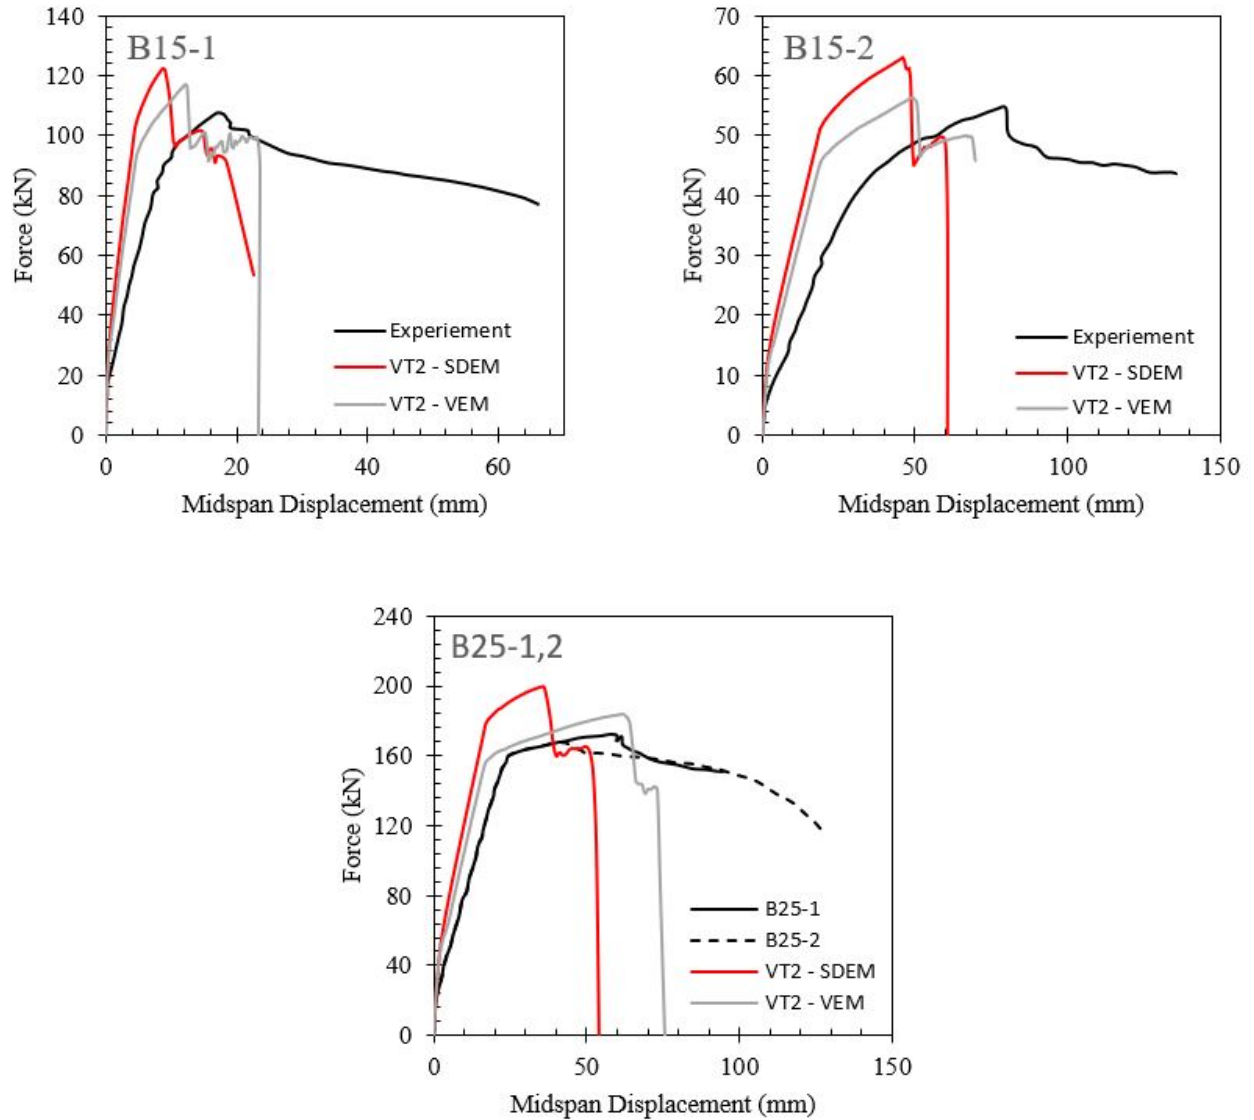 B15-1
140
120
100
80
60
40
20
0
Force (kN)
Experiement
VT2 - SDEM
VT2 - VEM
0 20 40 60
Midspan Displacement (mm)
B15-2
70
60
50
40
30
20
10
0
Force (kN)
Experiement
VT2 - SDEM
VT2 - VEM
0 50 100 150
Midspan Displacement (mm)
B25-1,2
240
200
160
120
80
40
0
Force (kN)
B25-1
B25-2
VT2 - SDEM
VT2 - VEM
0 50 100 150
Midspan Displacement (mm)